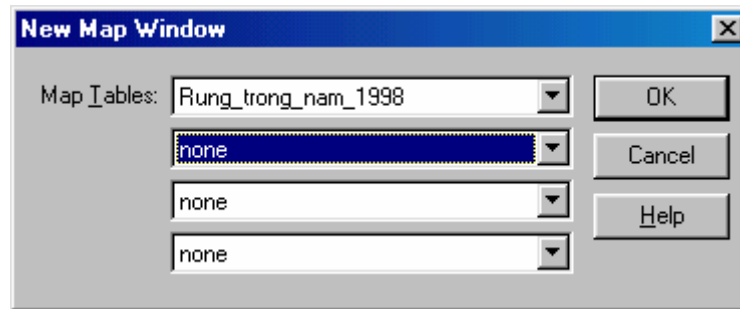 New Map Window
Map Tables: Rung_trong_nam_1998 OK
none Cancel
none Help
none